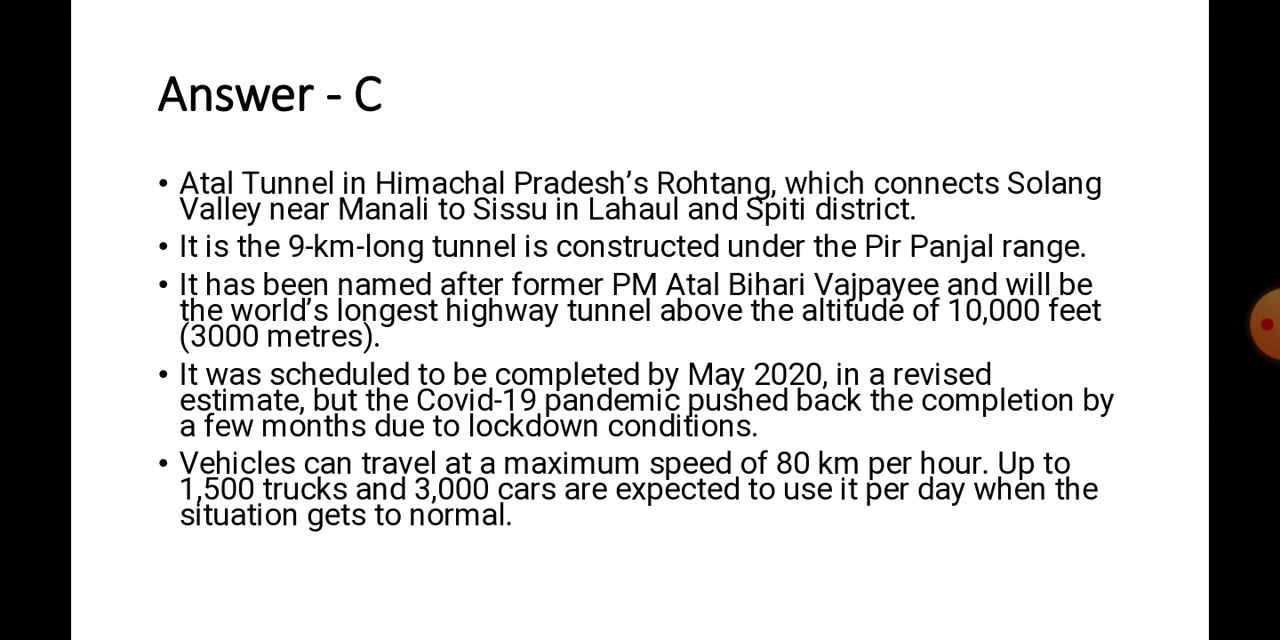 Answer - C
• Atal Tunnel in Himachal Pradesh’s Rohtang, which connects Solang
Valley near Manali to Sissu in Lahaul and Spiti district.
• It is the 9-km-long tunnel is constructed under the Pir Panjal range.
• It has been named after former PM Atal Bihari Vajpayee and will be
the world’s longest highway tunnel above the altitude of 10,000 feet
(3000 metres).
• It was scheduled to be completed by May 2020, in a revised
estimate, but the Covid-19 pandemic pushed back the completion by
a few months due to lockdown conditions.
• Vehicles can travel at a maximum speed of 80 km per hour. Up to
1,500 trucks and 3,000 cars are expected to use it per day when the
situation gets to normal.